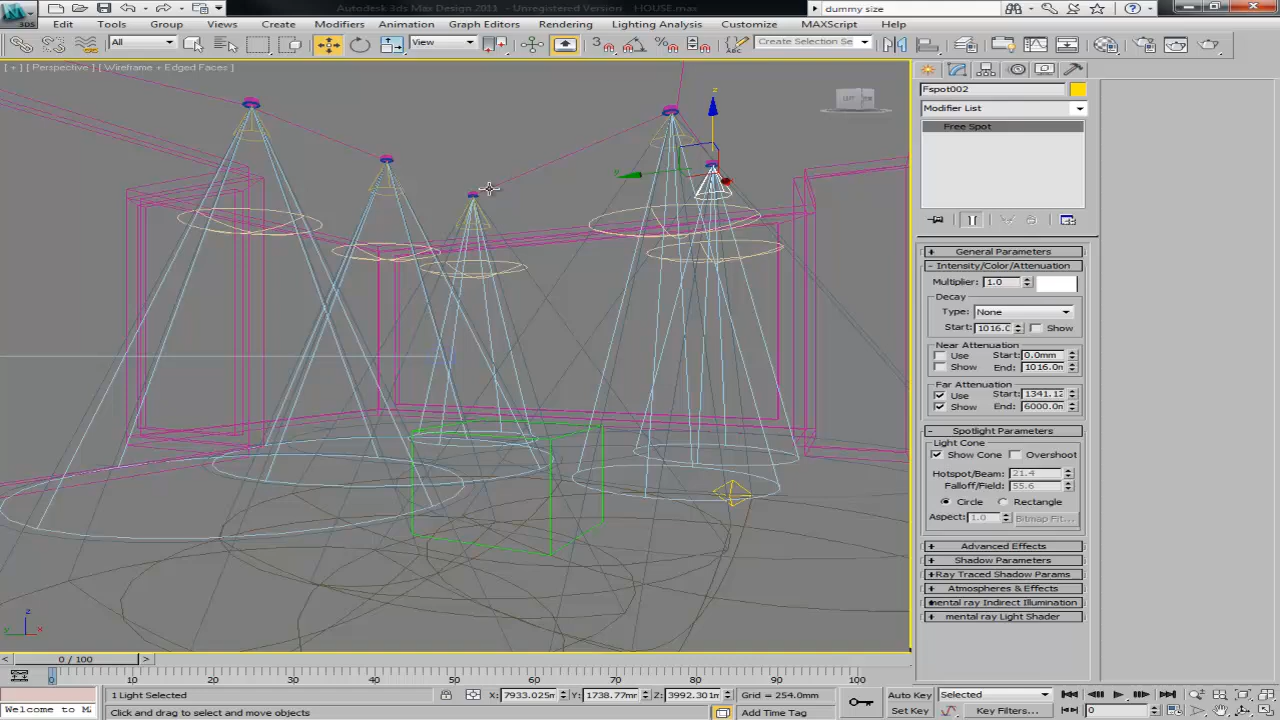 Autodesk 3ds Max Design 2011 - Unregistered Version HOUSE.max
dummy size
Edit Tools Group Views Create Modifiers Animation Graph Editors Rendering Lighting Analysis Customize MAXScript Help
All
View
3
Create Selection Se
[ + ] [ Perspective ] [ Wireframe + Edged Faces ]
Fspot002
Modifier List
Free Spot
+ General Parameters
- Intensity/Color/Attenuation
Multiplier: 1.0
Decay
Type: None
Start: 1016.0 Show
Near Attenuation
Use Start: 0.0mm
Show End: 1016.0m
Far Attenuation
Use Start: 1341.12
Show End: 6000.0m
- Spotlight Parameters
Light Cone
Show Cone Overshoot
Hotspot/Beam: 21.4
Falloff/Field: 55.6
Circle Rectangle
Aspect: 1.0 Bitmap Fit...
+ Advanced Effects
+ Shadow Parameters
+ Ray Traced Shadow Params
+ Atmospheres & Effects
mental ray Indirect Illumination
+ mental ray Light Shader
z
y
z
y x
< 0 / 100 >
0 10 20 30 40 50 60 70 80 90 100
1 Light Selected X: 7933.025m Y: 1738.77mm Z: 3992.301m Grid = 254.0mm Auto Key Selected
Welcome to MA Click and drag to select and move objects Add Time Tag Set Key Key Filters... 0